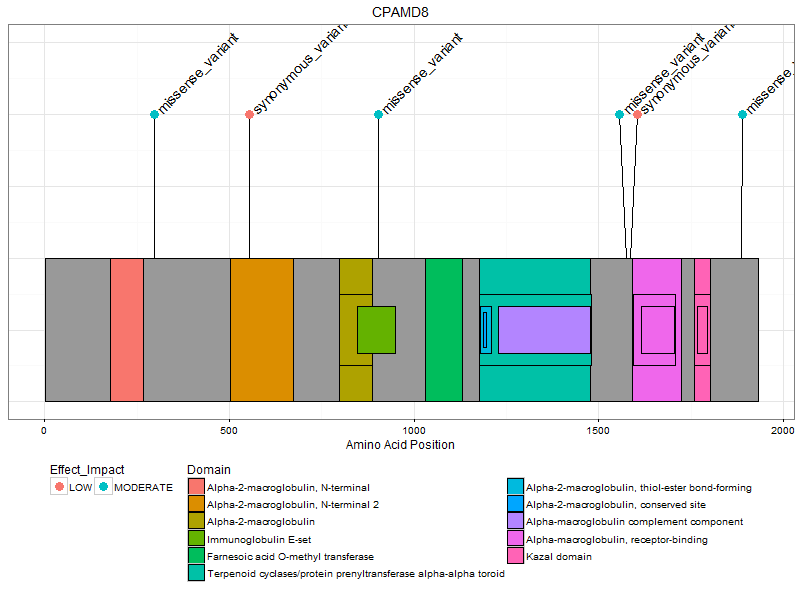 CPAMD8
missense_variant
synonymous_variant
missense_variant
missense_variant
synonymous_variant
missense_
0 500 1000 1500 2000
Amino Acid Position
Effect_Impact
LOW MODERATE
Domain
Alpha-2-macroglobulin, N-terminal
Alpha-2-macroglobulin, N-terminal 2
Alpha-2-macroglobulin
Immunoglobulin E-set
Farnesoic acid O-methyl transferase
Terpenoid cyclases/protein prenyltransferase alpha-alpha toroid
Alpha-2-macroglobulin, thiol-ester bond-forming
Alpha-2-macroglobulin, conserved site
Alpha-macroglobulin complement component
Alpha-macroglobulin, receptor-binding
Kazal domain